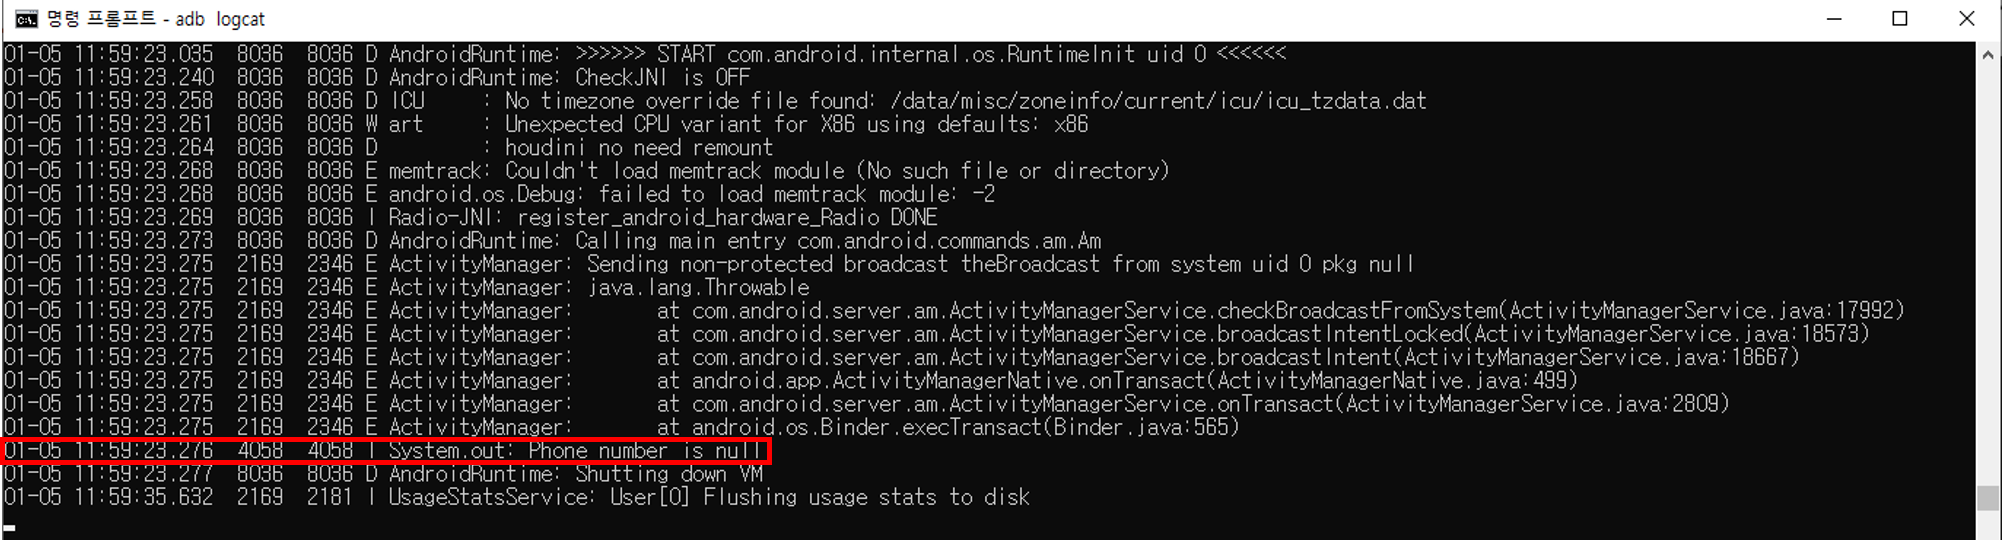 명령 프롬프트 - adb logcat
01-05 11:59:23.035  8036  8036 D AndroidRuntime: >>>>>> START com.android.internal.os.RuntimeInit uid 0 <<<<<<
01-05 11:59:23.240  8036  8036 D AndroidRuntime: CheckJNI is OFF
01-05 11:59:23.258  8036  8036 D ICU     : No timezone override file found: /data/misc/zoneinfo/current/icu/icu_tzdata.dat
01-05 11:59:23.261  8036  8036 W art     : Unexpected CPU variant for X86 using defaults: x86
01-05 11:59:23.264  8036  8036 D         : houdini no need remount
01-05 11:59:23.268  8036  8036 E memtrack: Couldn't load memtrack module (No such file or directory)
01-05 11:59:23.268  8036  8036 E android.os.Debug: failed to load memtrack module: -2
01-05 11:59:23.269  8036  8036 I Radio-JNI: register_android_hardware_Radio DONE
01-05 11:59:23.273  8036  8036 D AndroidRuntime: Calling main entry com.android.commands.am.Am
01-05 11:59:23.275  2169  2346 E ActivityManager: Sending non-protected broadcast theBroadcast from system uid 0 pkg null
01-05 11:59:23.275  2169  2346 E ActivityManager: java.lang.Throwable
01-05 11:59:23.275  2169  2346 E ActivityManager:       at com.android.server.am.ActivityManagerService.checkBroadcastFromSystem(ActivityManagerService.java:17992)
01-05 11:59:23.275  2169  2346 E ActivityManager:       at com.android.server.am.ActivityManagerService.broadcastIntentLocked(ActivityManagerService.java:18573)
01-05 11:59:23.275  2169  2346 E ActivityManager:       at com.android.server.am.ActivityManagerService.broadcastIntent(ActivityManagerService.java:18667)
01-05 11:59:23.275  2169  2346 E ActivityManager:       at android.app.ActivityManagerNative.onTransact(ActivityManagerNative.java:499)
01-05 11:59:23.275  2169  2346 E ActivityManager:       at com.android.server.am.ActivityManagerService.onTransact(ActivityManagerService.java:2809)
01-05 11:59:23.275  2169  2346 E ActivityManager:       at android.os.Binder.execTransact(Binder.java:565)
01-05 11:59:23.276  4058  4058 I System.out: Phone number is null
01-05 11:59:23.277  8036  8036 D AndroidRuntime: Shutting down VM
01-05 11:59:35.632  2169  2181 I UsageStatsService: User[0] Flushing usage stats to disk